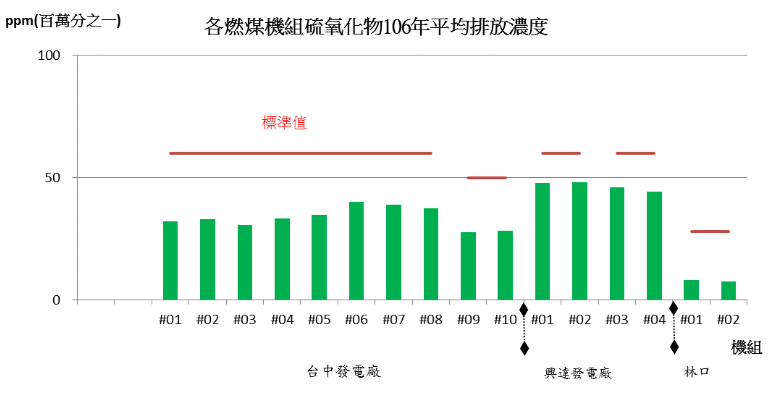 ppm(百萬分之一)
各燃煤機組硫氧化物106年平均排放濃度
100
標準值
50
0
#01 #02 #03 #04 #05 #06 #07 #08 #09 #10 #01 #02 #03 #04 #01 #02
機組
台中發電廠 興達發電廠 林口